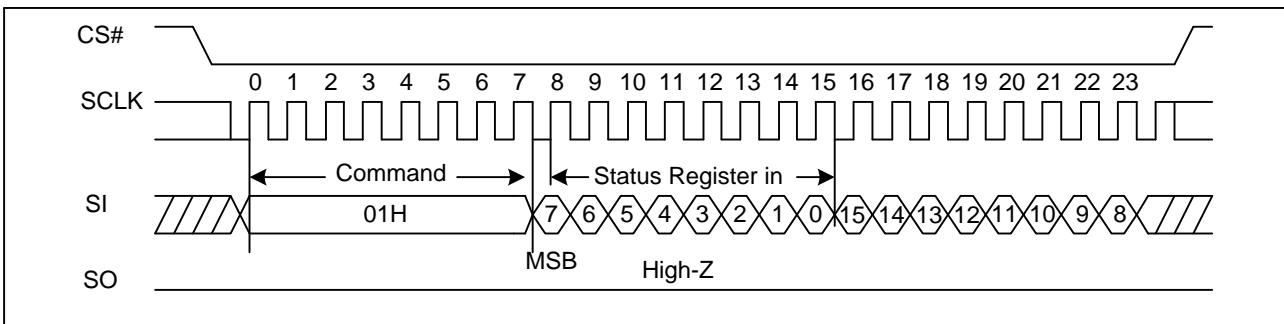 CS#
0 1 2 3 4 5 6 7 8 9 10 11 12 13 14 15 16 17 18 19 20 21 22 23
SCLK
Command Status Register in
SI 01H 7 6 5 4 3 2 1 0 15 14 13 12 11 10 9 8
MSB High-Z
SO